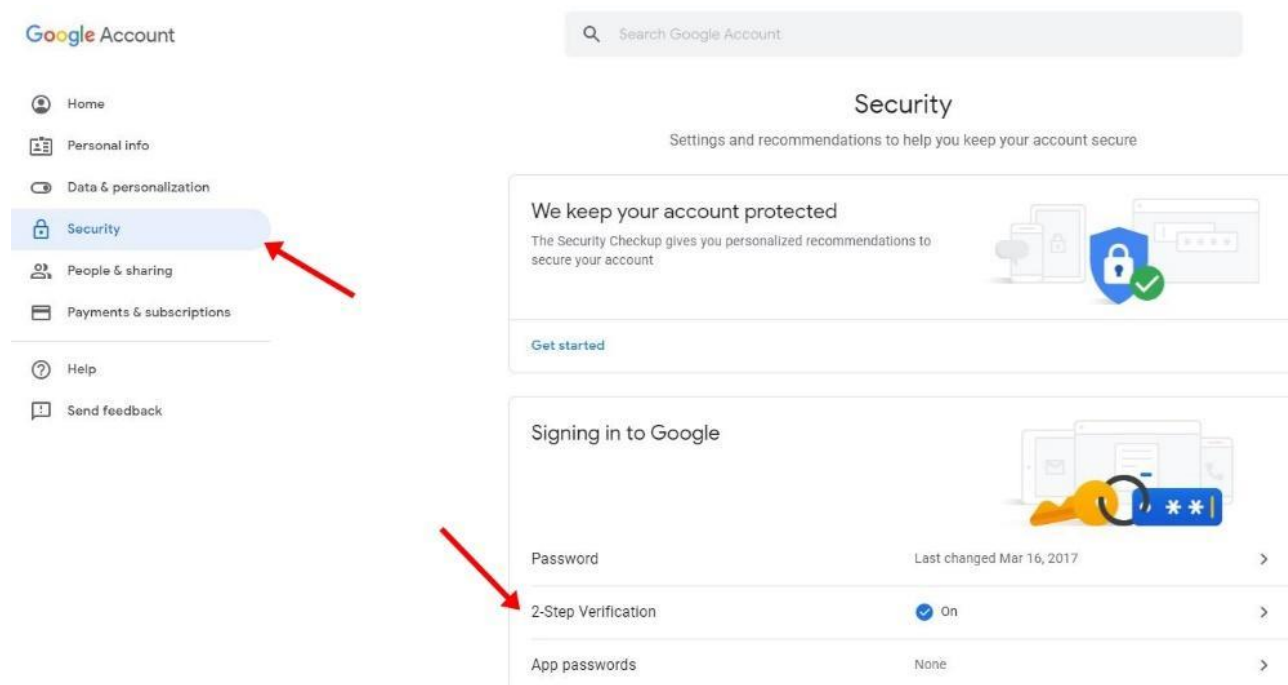 Google Account
Search Google Account
Home
Personal info
Data & personalization
Security
People & sharing
Payments & subscriptions
Help
Send feedback
Security
Settings and recommendations to help you keep your account secure
We keep your account protected
The Security Checkup gives you personalized recommendations to
secure your account
Get started
Signing in to Google
**
Password Last changed Mar 16, 2017
2-Step Verification On
App passwords None